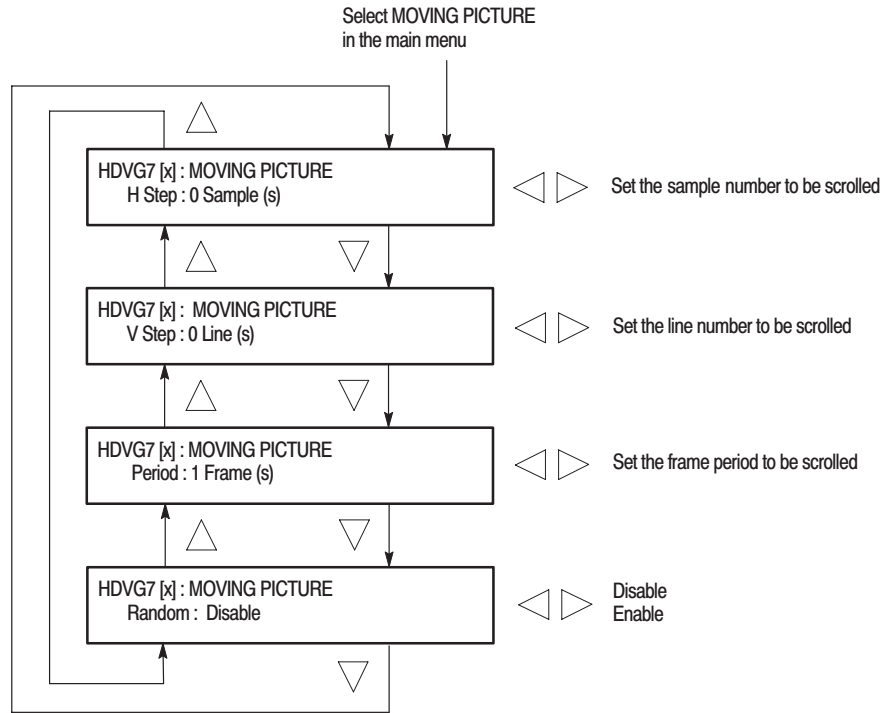 Select MOVING PICTURE
in the main menu
HDVG7 [x] : MOVING PICTURE
H Step : 0 Sample (s)
Set the sample number to be scrolled
HDVG7 [x] : MOVING PICTURE
V Step : 0 Line (s)
Set the line number to be scrolled
HDVG7 [x] : MOVING PICTURE
Period : 1 Frame (s)
Set the frame period to be scrolled
HDVG7 [x] : MOVING PICTURE
Random : Disable
Disable
Enable